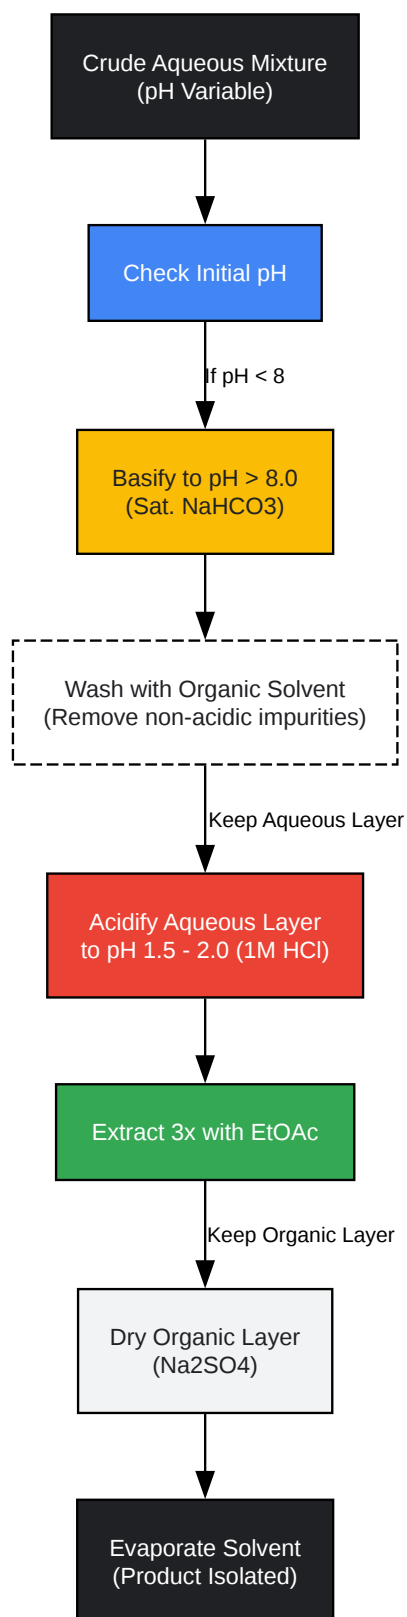 Crude Aqueous Mixture
(pH Variable)
Check Initial pH
If pH < 8
Basify to pH > 8.0
(Sat. NaHCO3)
Wash with Organic Solvent
(Remove non-acidic impurities)
Keep Aqueous Layer
Acidify Aqueous Layer
to pH 1.5 - 2.0 (1M HCl)
Extract 3x with EtOAc
Keep Organic Layer
Dry Organic Layer
(Na2SO4)
Evaporate Solvent
(Product Isolated)